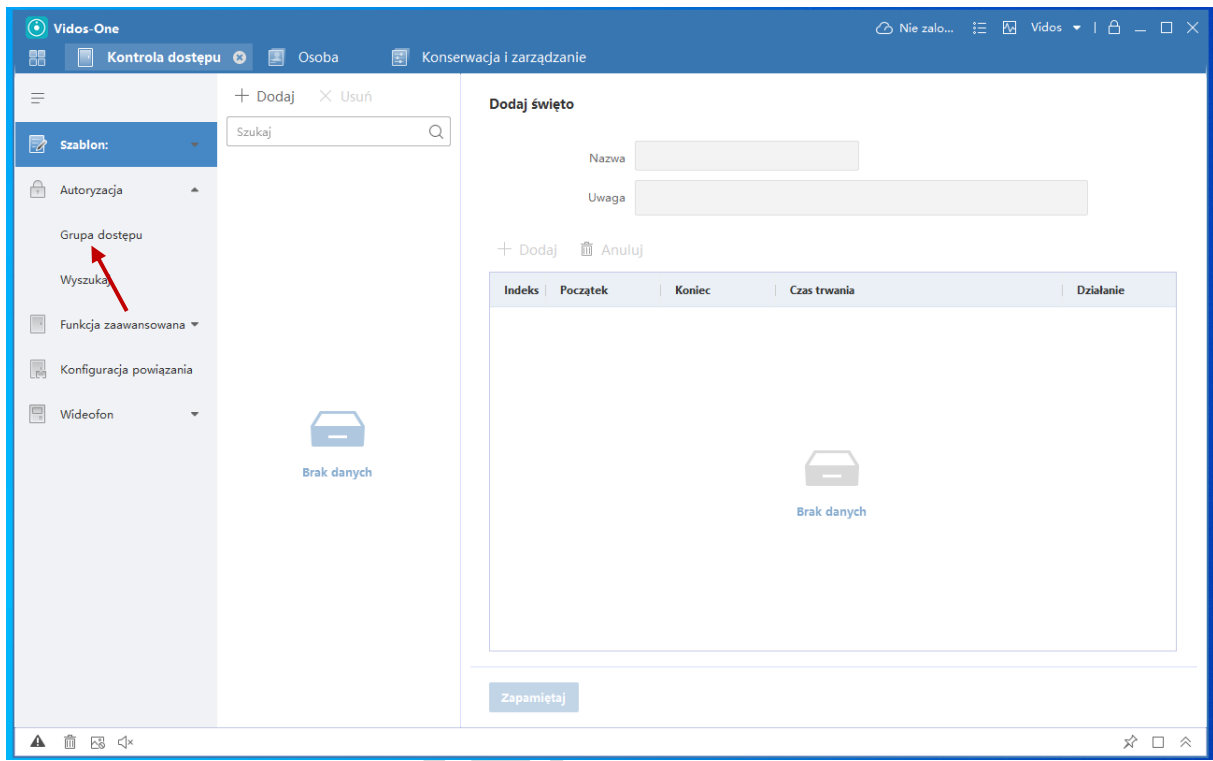 Vidos-One
Nie zalo...
Vidos
Kontrola dostępu
Osoba
Konserwacja i zarządzanie
Szablon:
Autoryzacja
Grupa dostępu
Wyszukaj
Funkcja zaawansowana
Konfiguracja powiązania
Wideofon
Dodaj
Usuń
Szukaj
Brak danych
Dodaj święto
Nazwa
Uwaga
Dodaj
Anuluj
Indeks Początek Koniec Czas trwania Działanie
Brak danych
Zapamiętaj